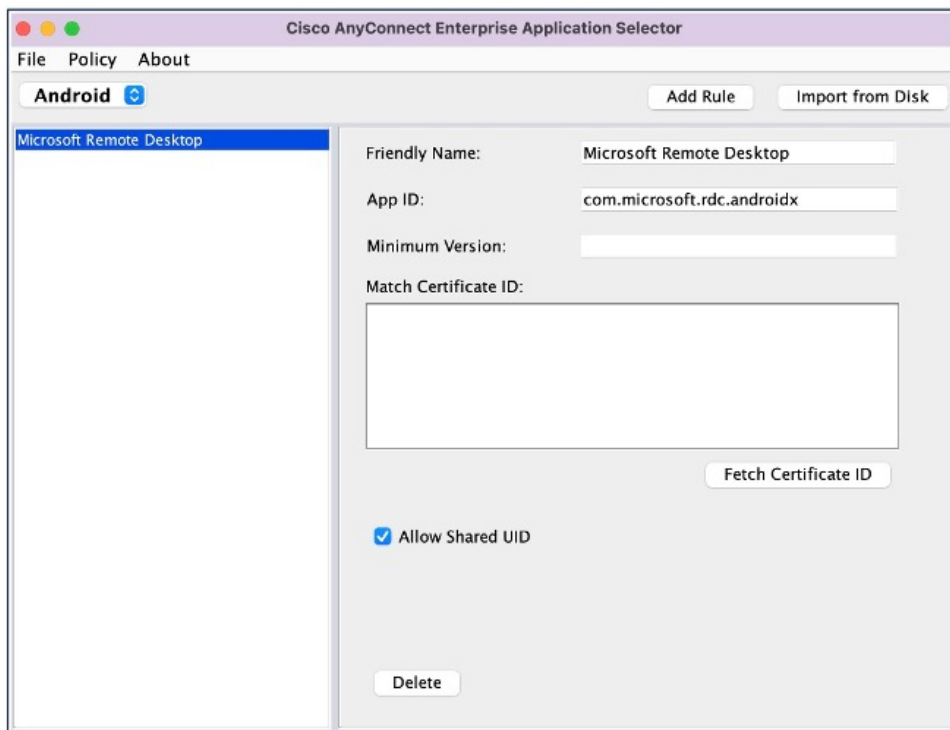 Cisco AnyConnect Enterprise Application Selector
File Policy About
Android Add Rule Import from Disk
Microsoft Remote Desktop
Friendly Name: Microsoft Remote Desktop
App ID: com.microsoft.rdc.androidx
Minimum Version:
Match Certificate ID:
Fetch Certificate ID
Allow Shared UID
Delete